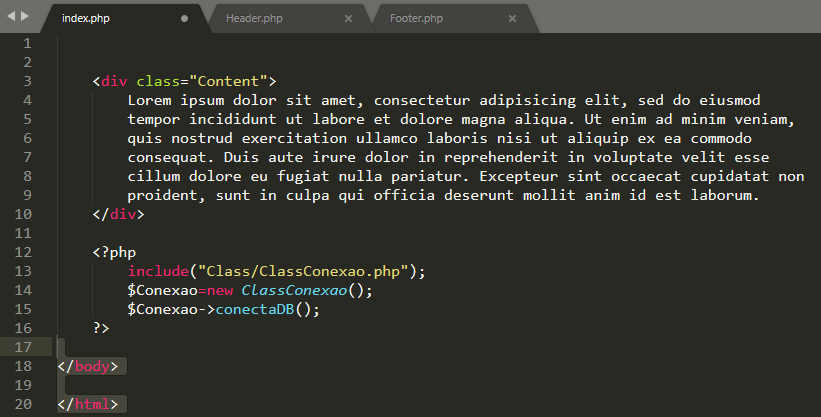 index.php Header.php Footer.php
1
2
3 <div class="Content">
4 Lorem ipsum dolor sit amet, consectetur adipisicing elit, sed do eiusmod
5 tempor incididunt ut labore et dolore magna aliqua. Ut enim ad minim veniam,
6 quis nostrud exercitation ullamco laboris nisi ut aliquip ex ea commodo
7 consequat. Duis aute irure dolor in reprehenderit in voluptate velit esse
8 cillum dolore eu fugiat nulla pariatur. Excepteur sint occaecat cupidatat non
9 proident, sunt in culpa qui officia deserunt mollit anim id est laborum.
10 </div>
11
12 <?php
13 include("Class/ClassConexao.php");
14 $Conexao=new ClassConexao();
15 $Conexao->conectaDB();
16 ?>
17
18 </body>
19
20 </html>